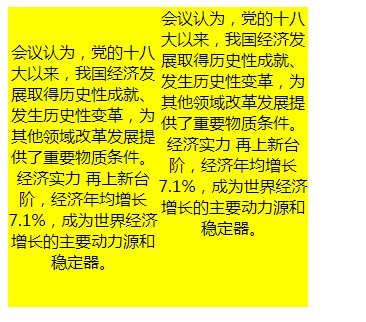 会议认为，党的十八
大以来，我国经济发
展取得历史性成就、
发生历史性变革，为
其他领域改革发展提
供了重要物质条件。
经济实力 再上新台
阶，经济年均增长
7.1%，成为世界经济
增长的主要动力源和
稳定器。
会议认为，党的十八
大以来，我国经济发
展取得历史性成就、
发生历史性变革，为
其他领域改革发展提
供了重要物质条件。
经济实力 再上新台
阶，经济年均增长
7.1%，成为世界经济
增长的主要动力源和
稳定器。